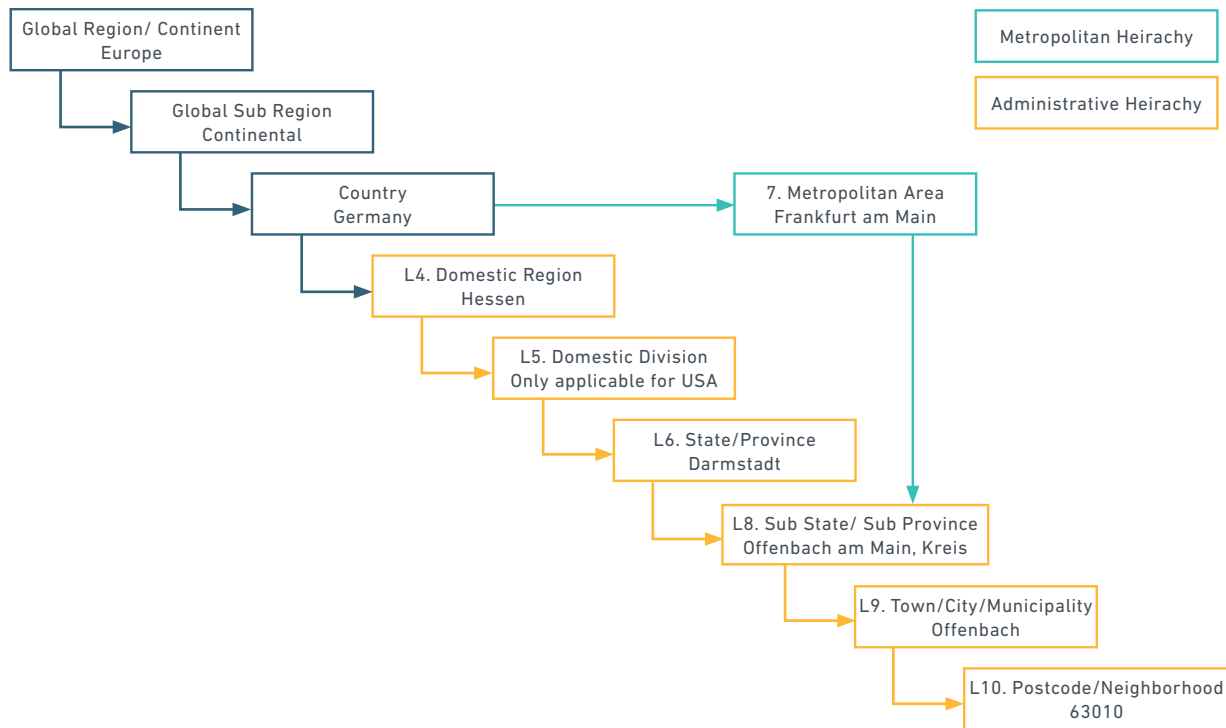 Global Region/ Continent
Europe
Metropolitan Heirachy
Administrative Heirachy
Global Sub Region
Continental
Country
Germany
7. Metropolitan Area
Frankfurt am Main
L4. Domestic Region
Hessen
L5. Domestic Division
Only applicable for USA
L6. State/Province
Darmstadt
L8. Sub State/ Sub Province
Offenbach am Main, Kreis
L9. Town/City/Municipality
Offenbach
L10. Postcode/Neighborhood
63010